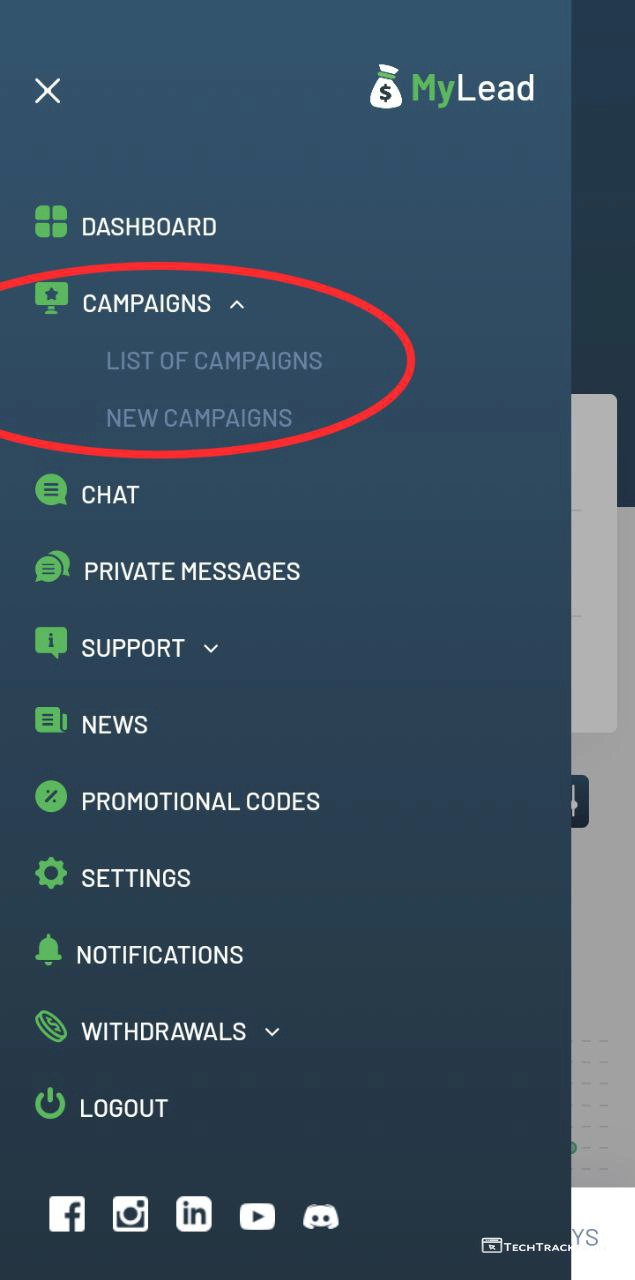 MyLead
DASHBOARD
CAMPAIGNS
LIST OF CAMPAIGNS
NEW CAMPAIGNS
CHAT
PRIVATE MESSAGES
SUPPORT
NEWS
PROMOTIONAL CODES
SETTINGS
NOTIFICATIONS
WITHDRAWALS
LOGOUT
TECHTRACK
YS